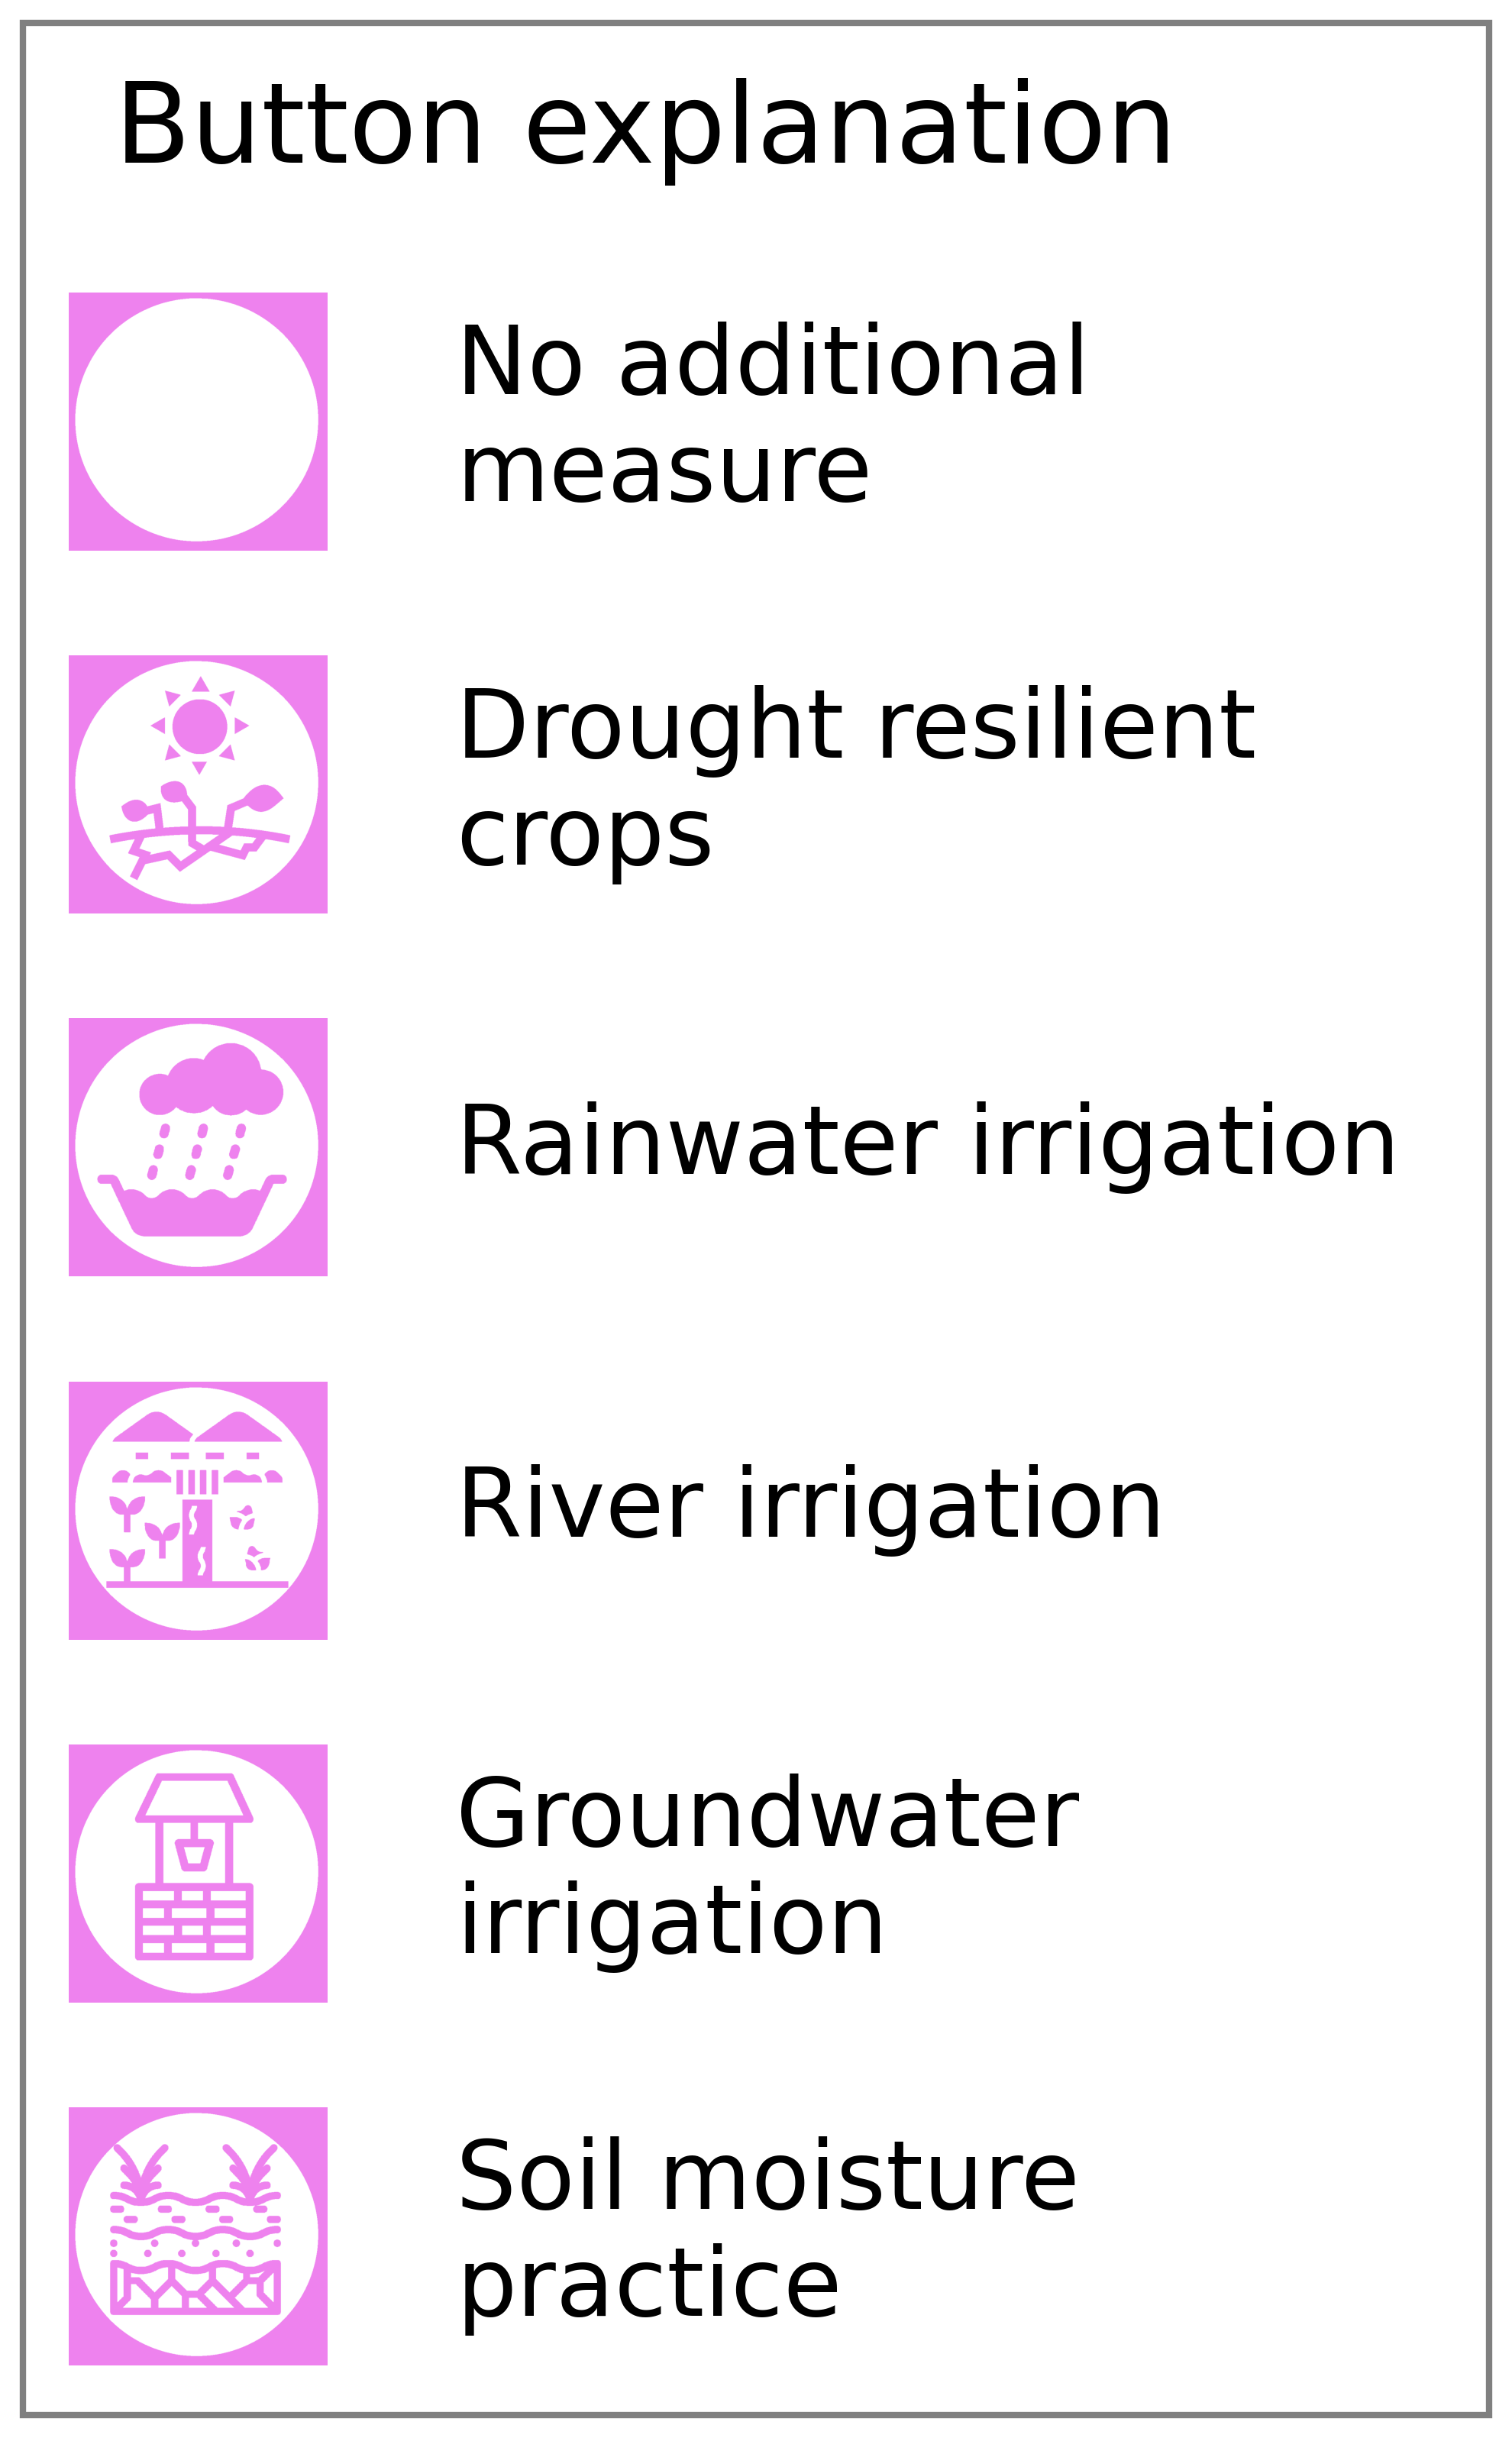 Button explanation
No additional
measure
Drought resilient
crops
Rainwater irrigation
River irrigation
Groundwater
irrigation
Soil moisture
practice